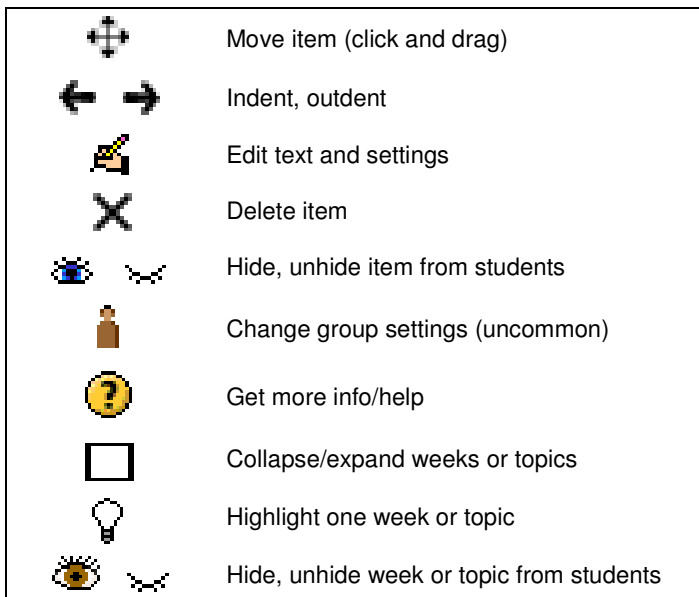 Move item (click and drag)
Indent, outdent
Edit text and settings
Delete item
Hide, unhide item from students
Change group settings (uncommon)
Get more info/help
Collapse/expand weeks or topics
Highlight one week or topic
Hide, unhide week or topic from students